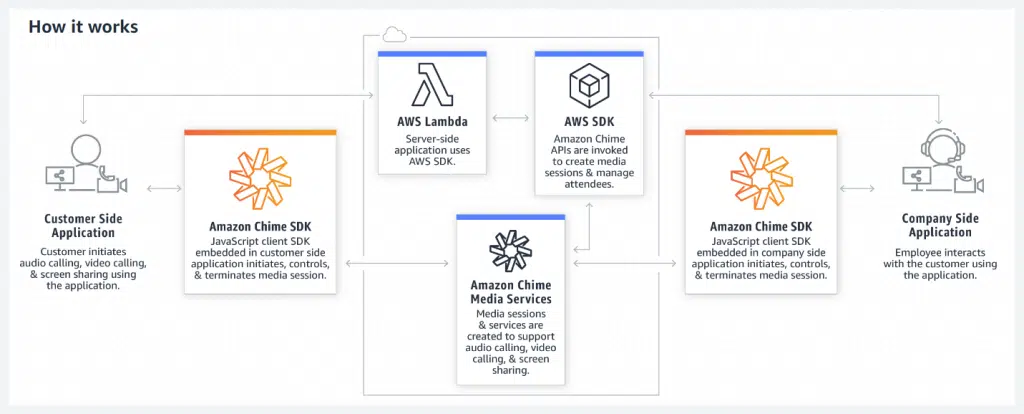 How it works
Customer Side
Application
Customer initiates
audio calling, video calling,
& screen sharing using
the application.
Amazon Chime SDK
JavaScript client SDK
embedded in customer side
application initiates, controls,
& terminates media session.
AWS Lambda
Server-side
application uses
AWS SDK.
AWS SDK
Amazon Chime
APIs are invoked
to create media
sessions & manage
attendees.
Amazon Chime
Media Services
Media sessions
& services are
created to support
audio calling, video
calling, & screen
sharing.
Amazon Chime SDK
JavaScript client SDK
embedded in company side
application initiates, controls,
& terminates media session.
Company Side
Application
Employee interacts
with the customer using
the application.